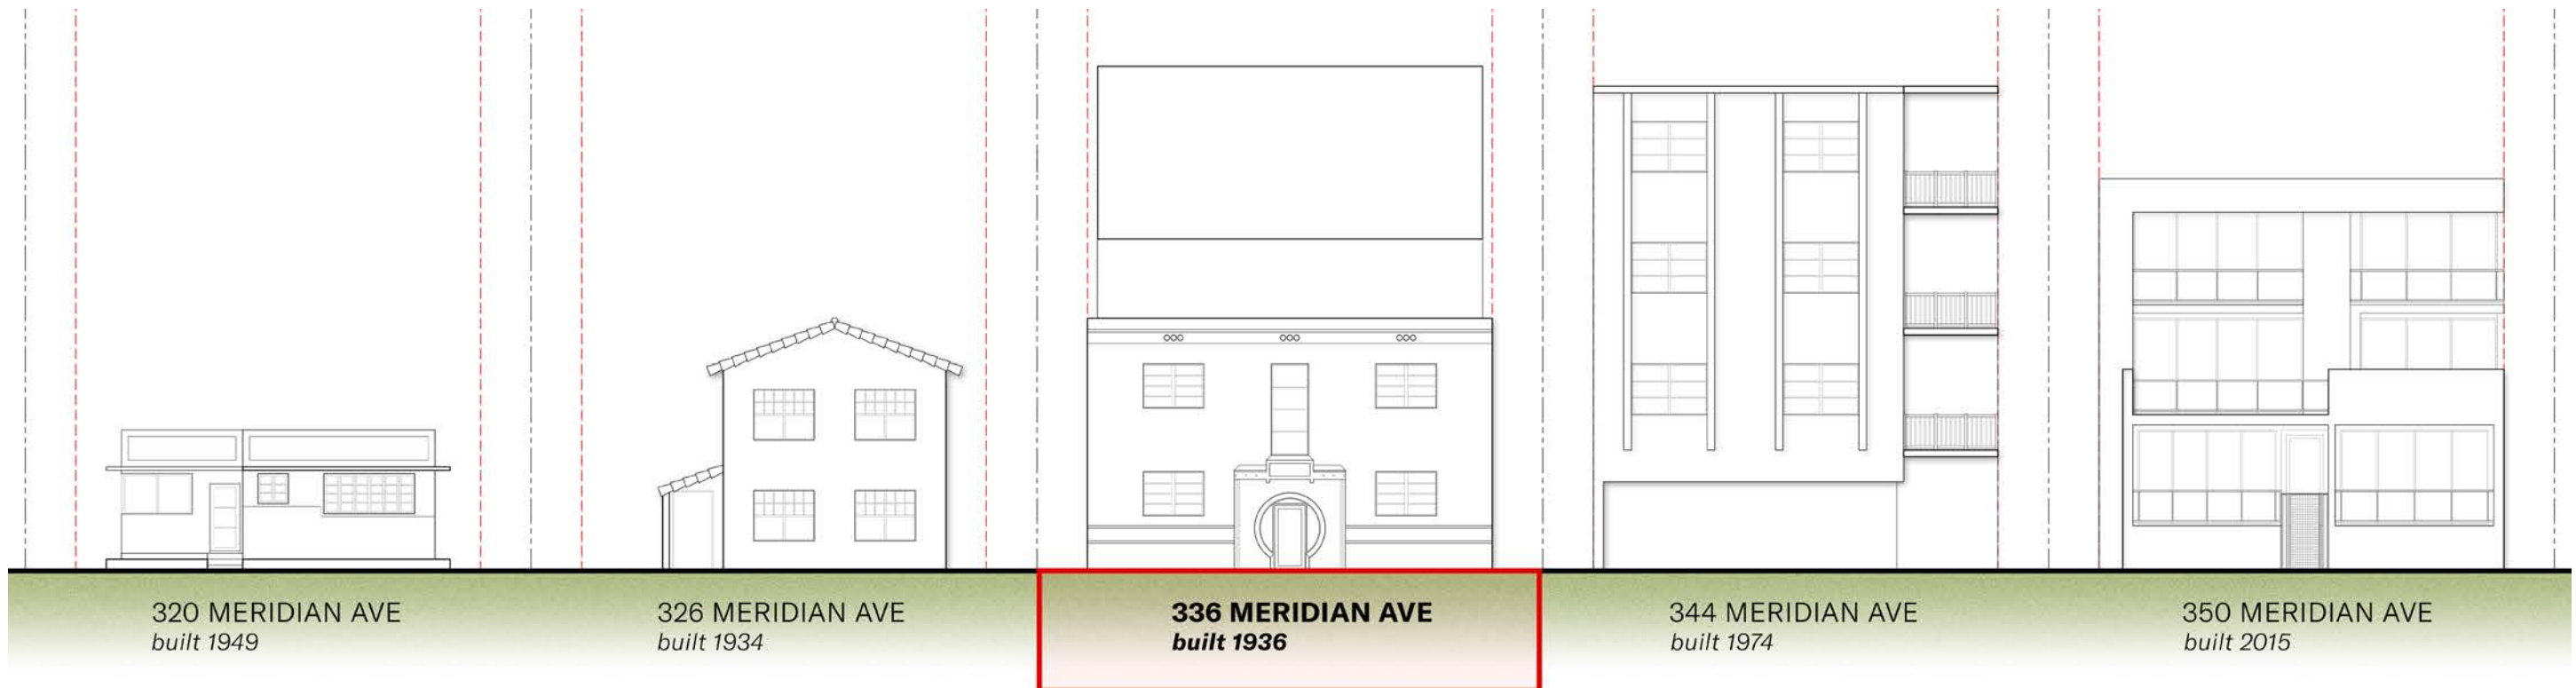 320 MERIDIAN AVE
built 1949
326 MERIDIAN AVE
built 1934
336 MERIDIAN AVE
built 1936
344 MERIDIAN AVE
built 1974
350 MERIDIAN AVE
built 2015